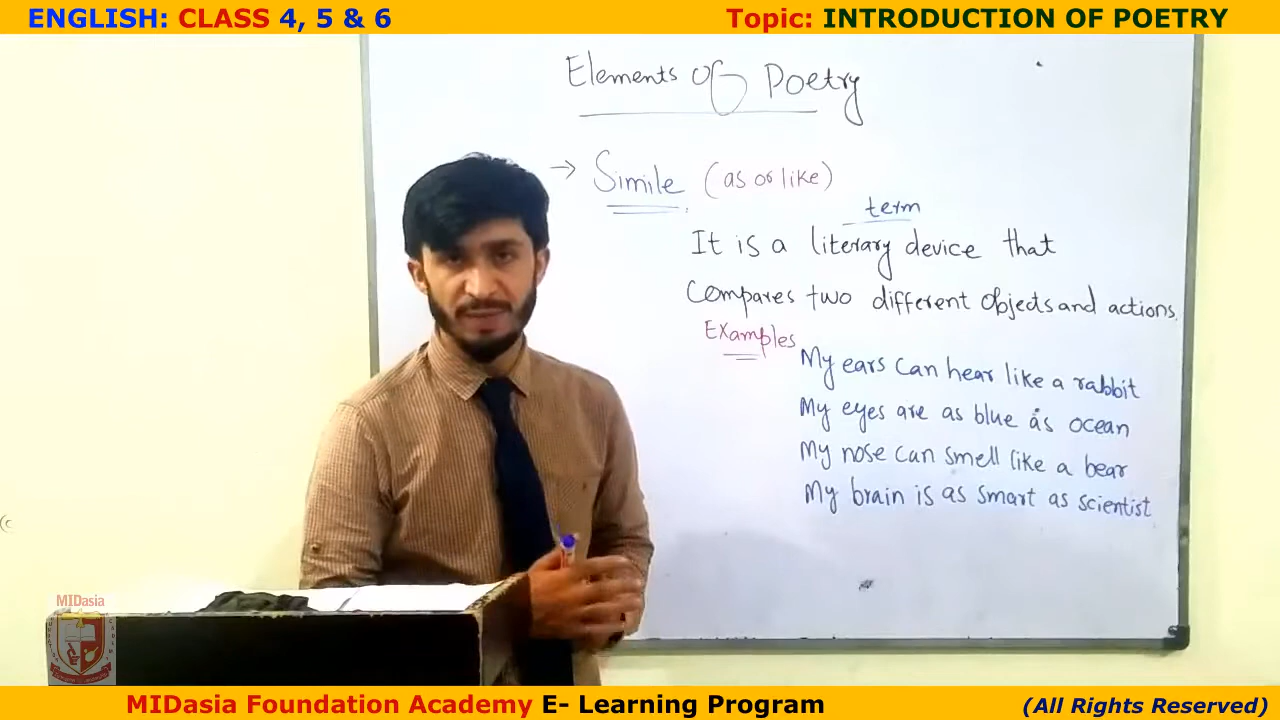 ENGLISH: CLASS 4, 5 & 6
Topic: INTRODUCTION OF POETRY
Elements of Poetry
→ Simile (as or like)
term
It is a literary device that
Compares two different objects and actions.
Examples
My ears can hear like a rabbit
My eyes are as blue as ocean
My nose can smell like a bear
My brain is as smart as scientist
MIDasia
MIDasia Foundation Academy E- Learning Program
(All Rights Reserved)